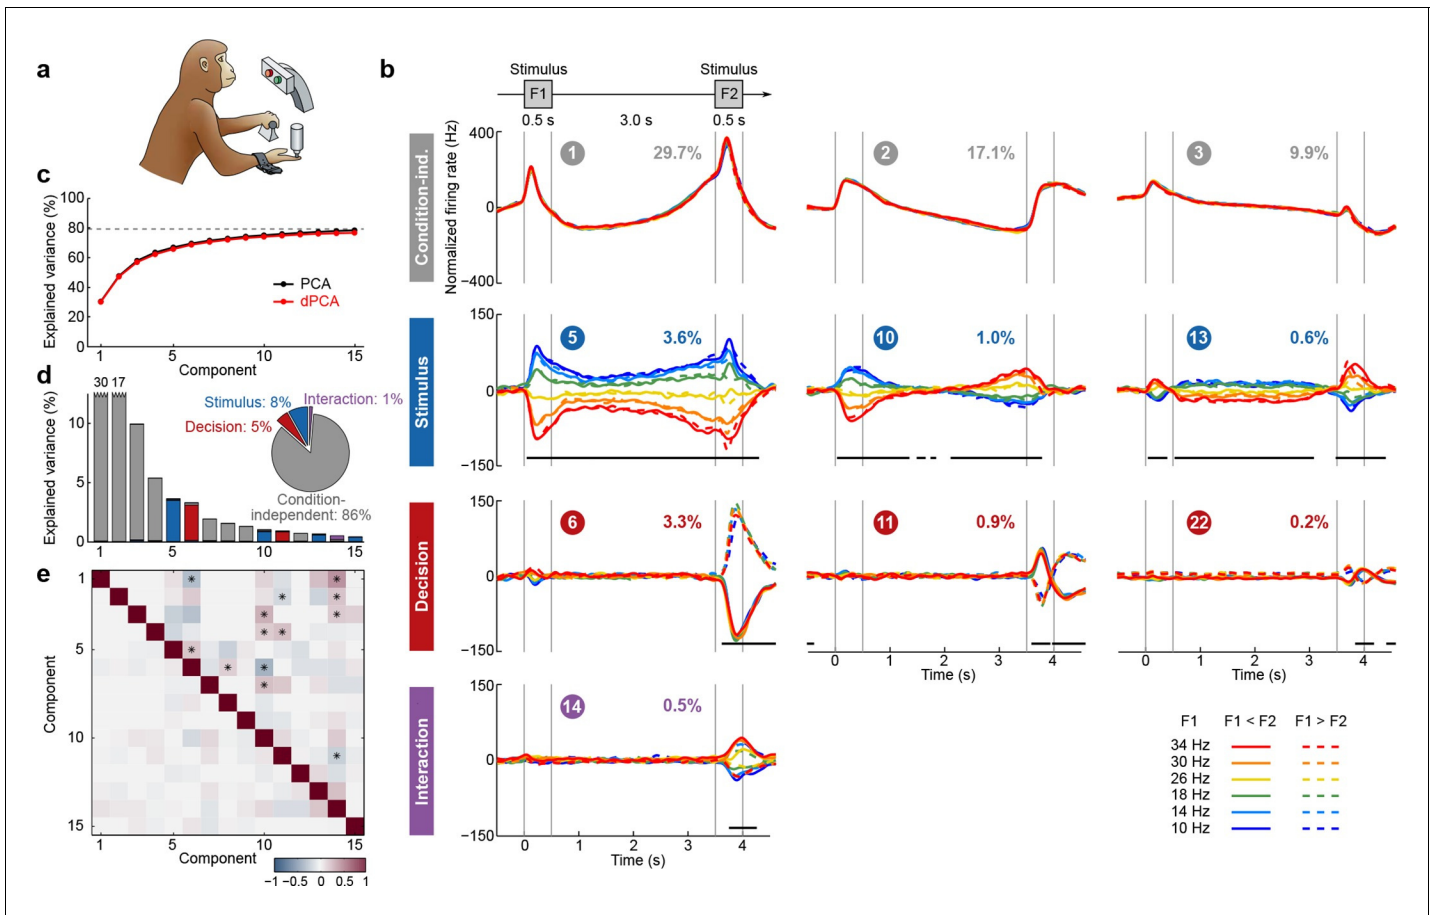 a
b
Stimulus
Stimulus
F1
F2
0.5 s
3.0 s
0.5 s
Condition-ind.
Normalized firing rate (Hz)
400
0
−400
1
29.7%
2
17.1%
3
9.9%
c
Explained variance (%)
100
80
60
40
20
0
PCA
dPCA
1
5
10
15
Component
Stimulus
150
0
−150
5
3.6%
10
1.0%
13
0.6%
d
Explained variance (%)
30 17
10
5
0
1
5
10
15
Stimulus: 8%
Interaction: 1%
Decision: 5%
Condition-
independent: 86%
Decision
150
0
−150
6
3.3%
11
0.9%
22
0.2%
0
1
2
3
4
Time (s)
0
1
2
3
4
Time (s)
e
Component
1
5
10
15
1
5
10
15
Component
−1 −0.5 0 0.5 1
Interaction
150
0
−150
14
0.5%
0
1
2
3
4
Time (s)
F1 F1 < F2 F1 > F2
34 Hz
30 Hz
26 Hz
18 Hz
14 Hz
10 Hz